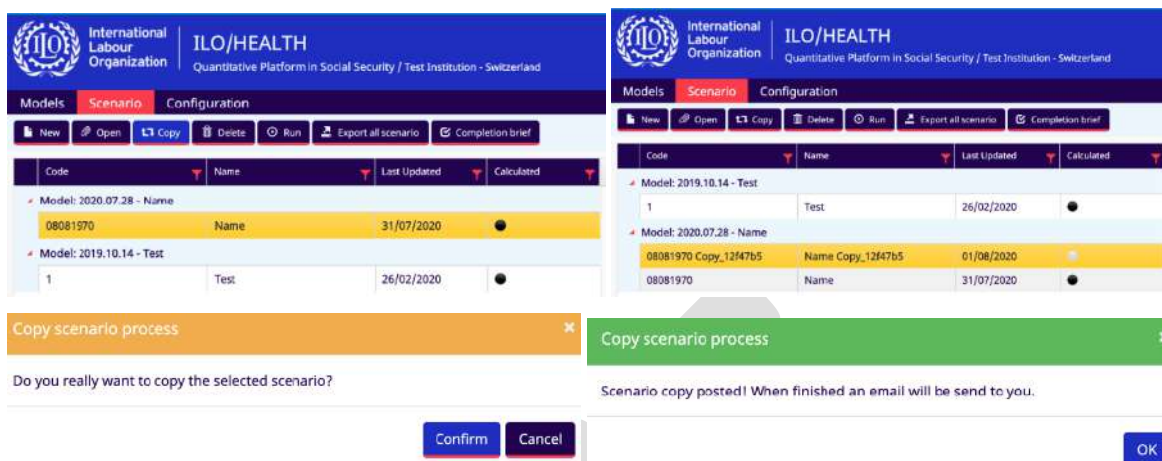 International
Labour
Organization
ILO/HEALTH
Quantitative Platform in Social Security / Test Institution - Switzerland
Models Scenario Configuration
New Open Copy Delete Run Export all scenario Completion brief
Code Name Last Updated Calculated
Model: 2020.07.28 - Name
08081970 Name 31/07/2020
Model: 2019.10.14 - Test
1 Test 26/02/2020
International
Labour
Organization
ILO/HEALTH
Quantitative Platform in Social Security / Test Institution - Switzerland
Models Scenario Configuration
New Open Copy Delete Run Export all scenario Completion brief
Code Name Last Updated Calculated
Model: 2019.10.14 - Test
1 Test 26/02/2020
Model: 2020.07.28 - Name
08081970 Copy_12f47b5 Name Copy_12f47b5 01/08/2020
08081970 Name 31/07/2020
Copy scenario process
Do you really want to copy the selected scenario?
Confirm Cancel
Copy scenario process
Scenario copy posted! When finished an email will be send to you.
OK